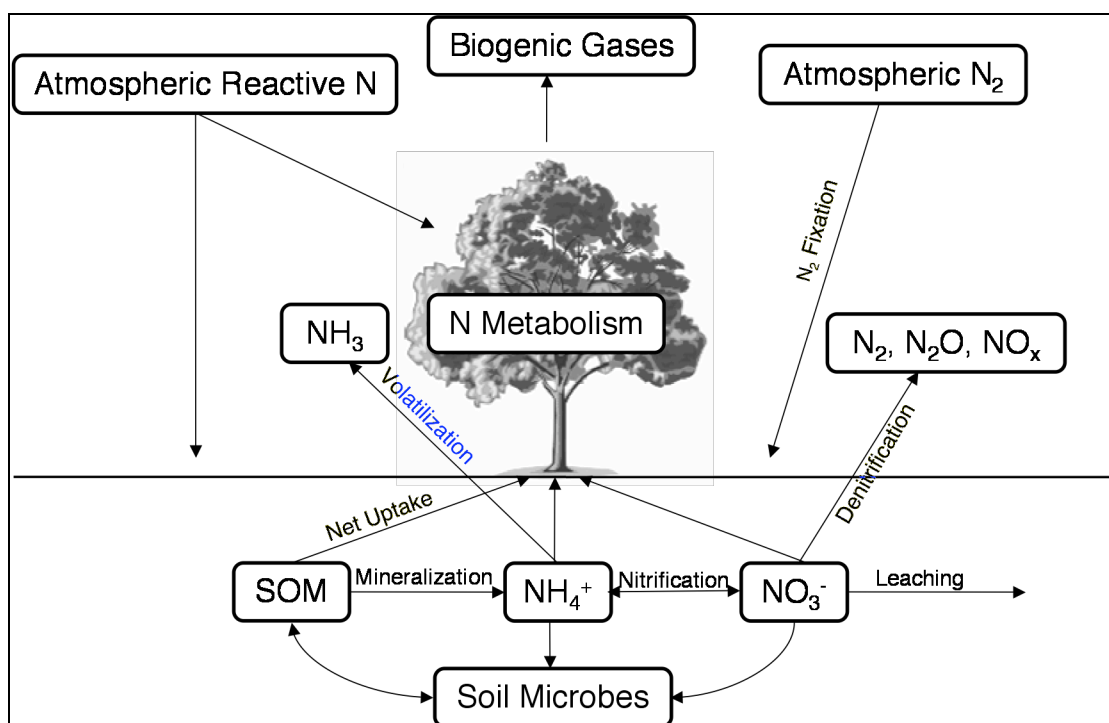 Biogenic Gases
Atmospheric Reactive N
Atmospheric N₂
N₂ Fixation
N Metabolism
NH₃
N₂, N₂O, NOₓ
Volatilization
Denitrification
Net Uptake
SOM
Mineralization
NH₄⁺
Nitrification
NO₃⁻
Leaching
Soil Microbes